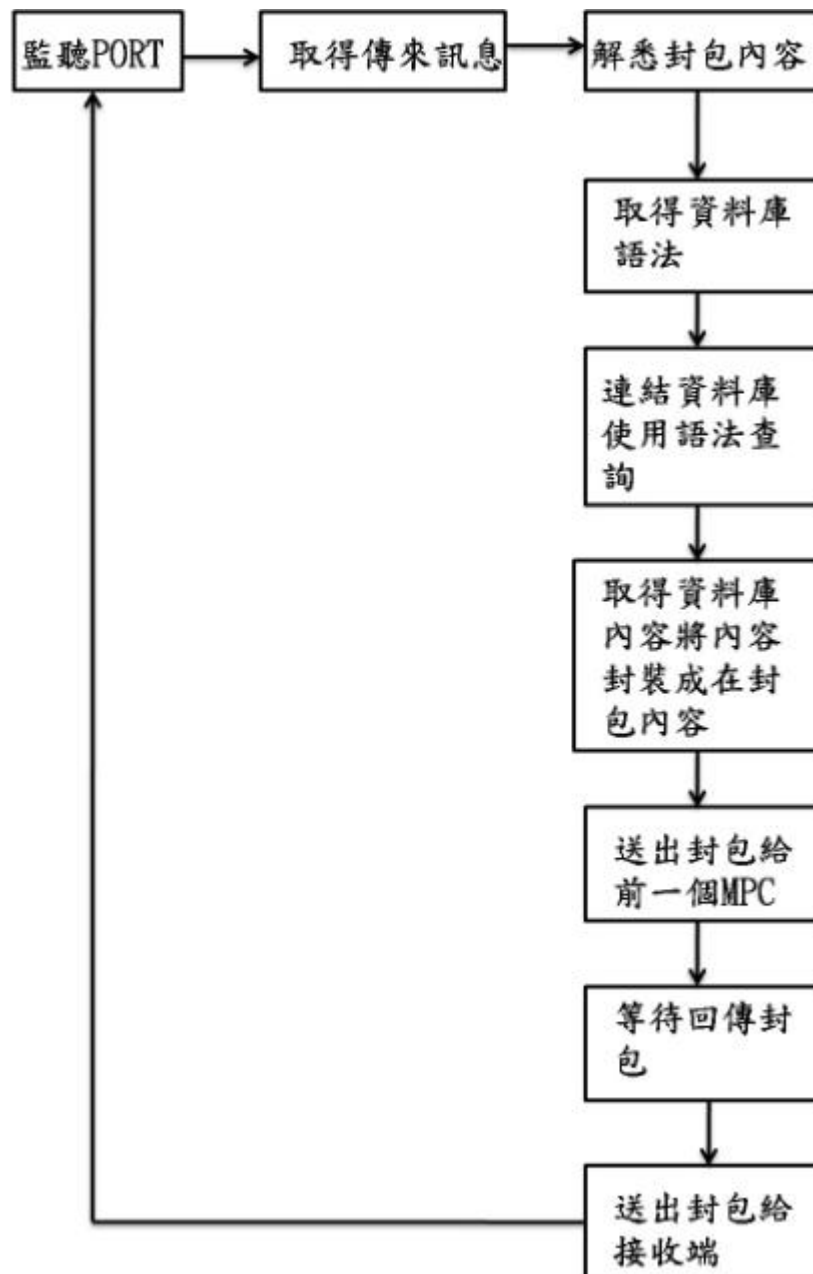 監聽PORT
取得傳來訊息
解悉封包內容
取得資料庫
語法
連結資料庫
使用語法查
詢
取得資料庫
內容將內容
封裝成在封
包內容
送出封包給
前一個MPC
等待回傳封
包
送出封包給
接收端